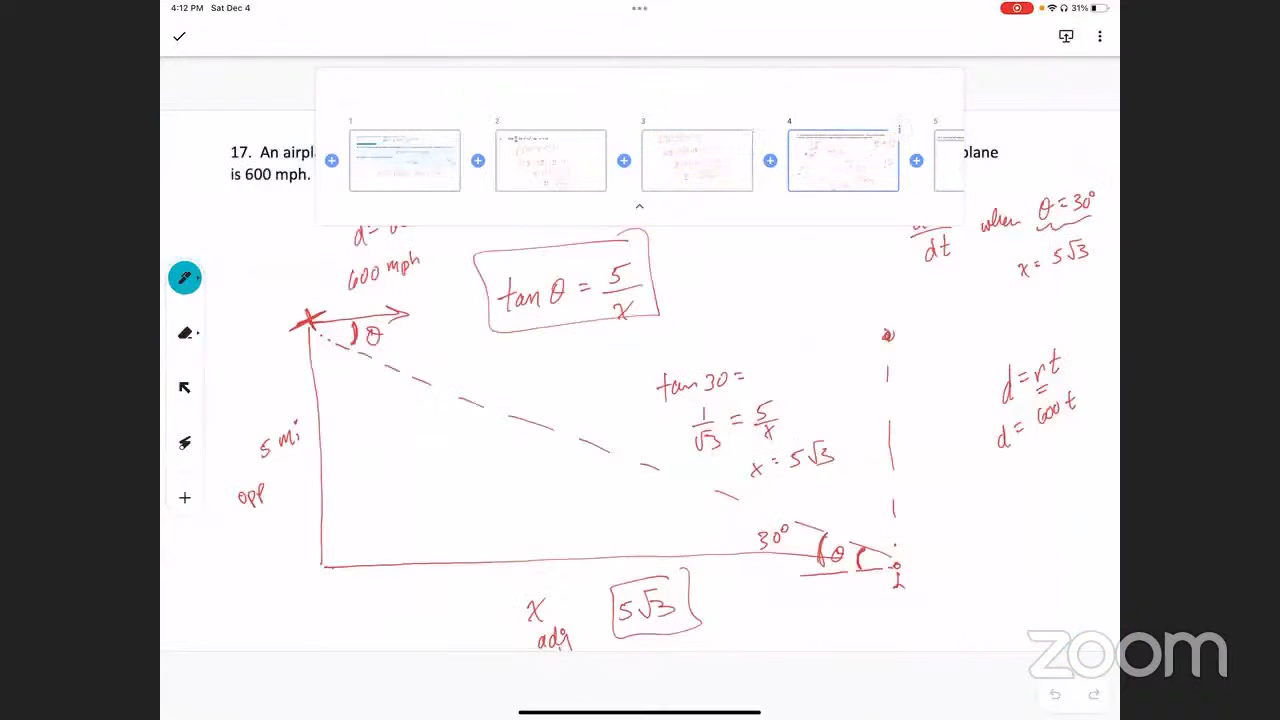 4:12 PM Sat Dec 4
31%
1
2
3
4
5
17. An airpl
plane
is 600 mph.
d=
600 mph
tan θ = 5/x
dt
when θ = 30°
x = 5√3
θ
5 mi
opp
tan 30 =
1/√3 = 5/x
x = 5√3
d = rt
d = 600t
30°
θ
x
adj
5√3
zoom